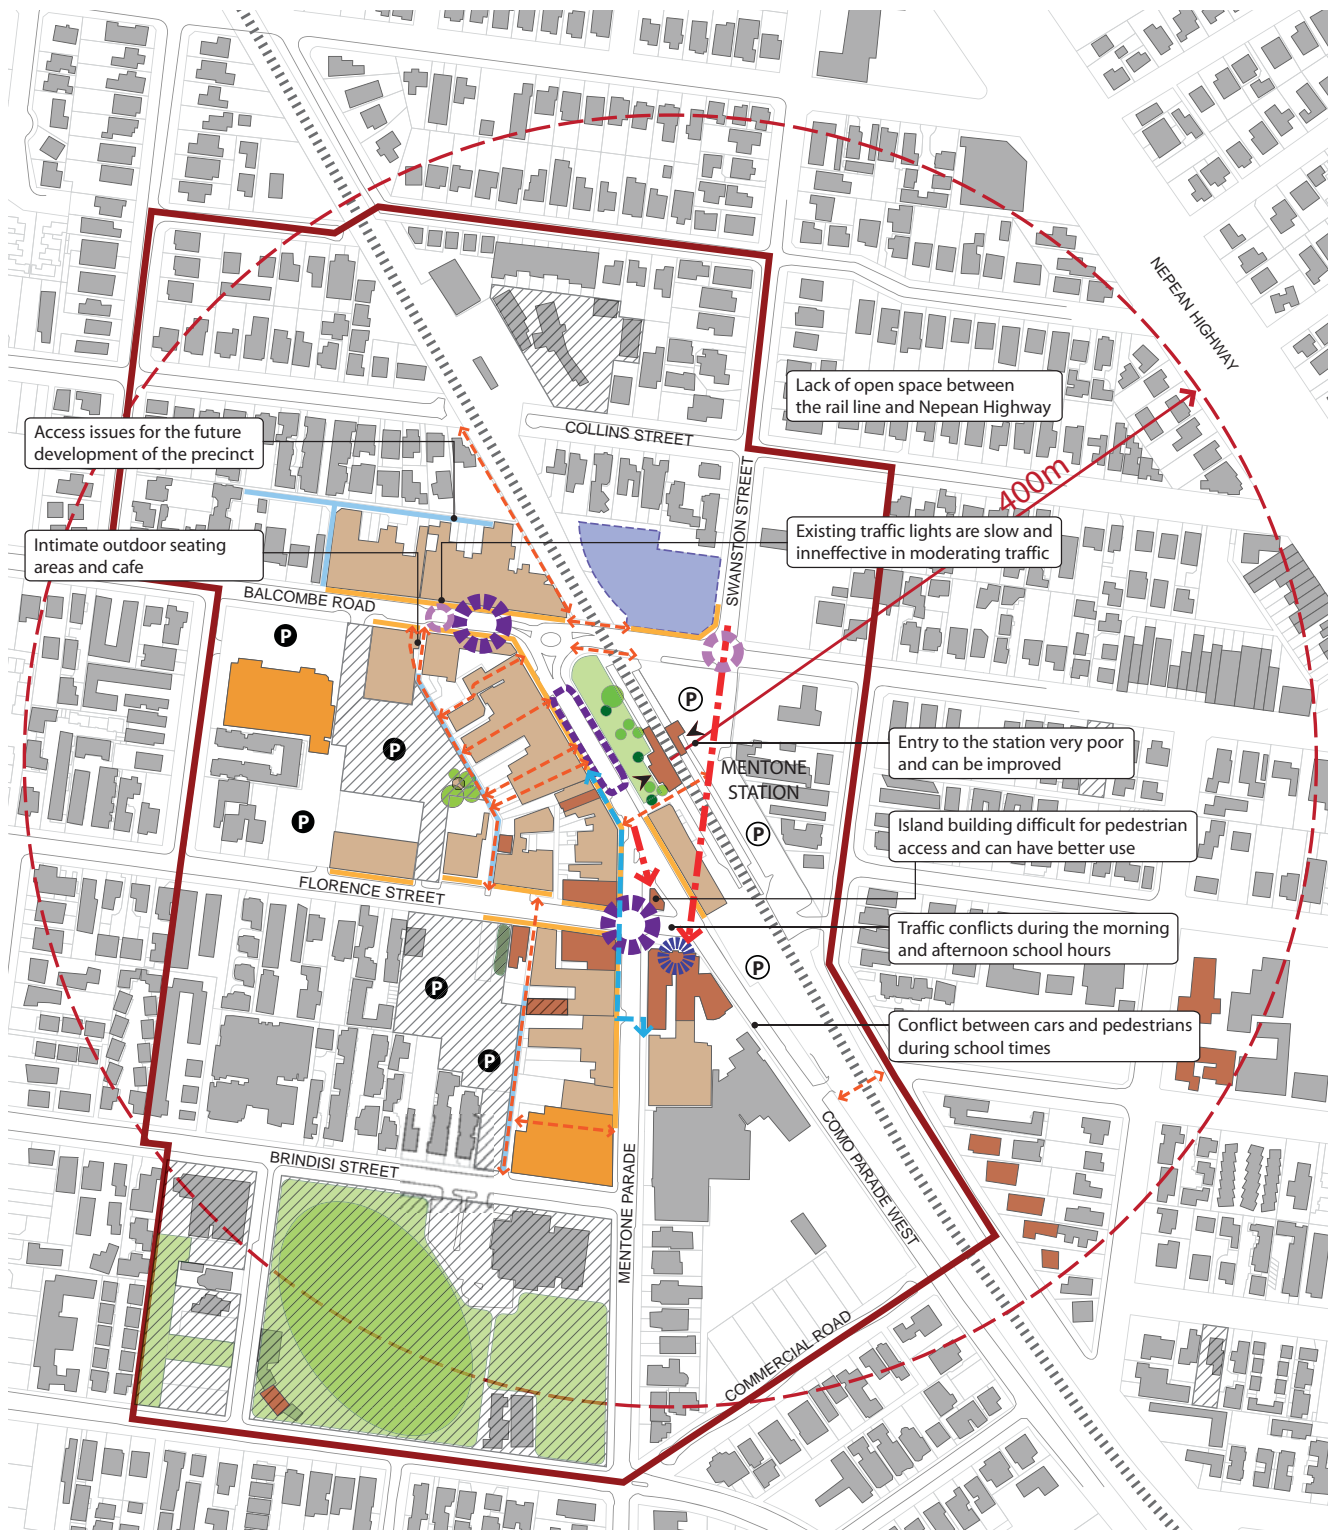 NEPEAN HIGHWAY
Lack of open space between
the rail line and Nepean Highway
Access issues for the future
development of the precinct
COLLINS STREET
400m
SWANSTON STREET
Existing traffic lights are slow and
inneffective in moderating traffic
Intimate outdoor seating
areas and cafe
BALCOMBE ROAD
P
P
P
Entry to the station very poor
and can be improved
MENTONE
STATION
P
P
Island building difficult for pedestrian
access and can have better use
FLORENCE STREET
Traffic conflicts during the morning
and afternoon school hours
P
P
Conflict between cars and pedestrians
during school times
P
BRINDISI STREET
MENTONE PARADE
COMO PARADE WEST
COMMERCIAL ROAD